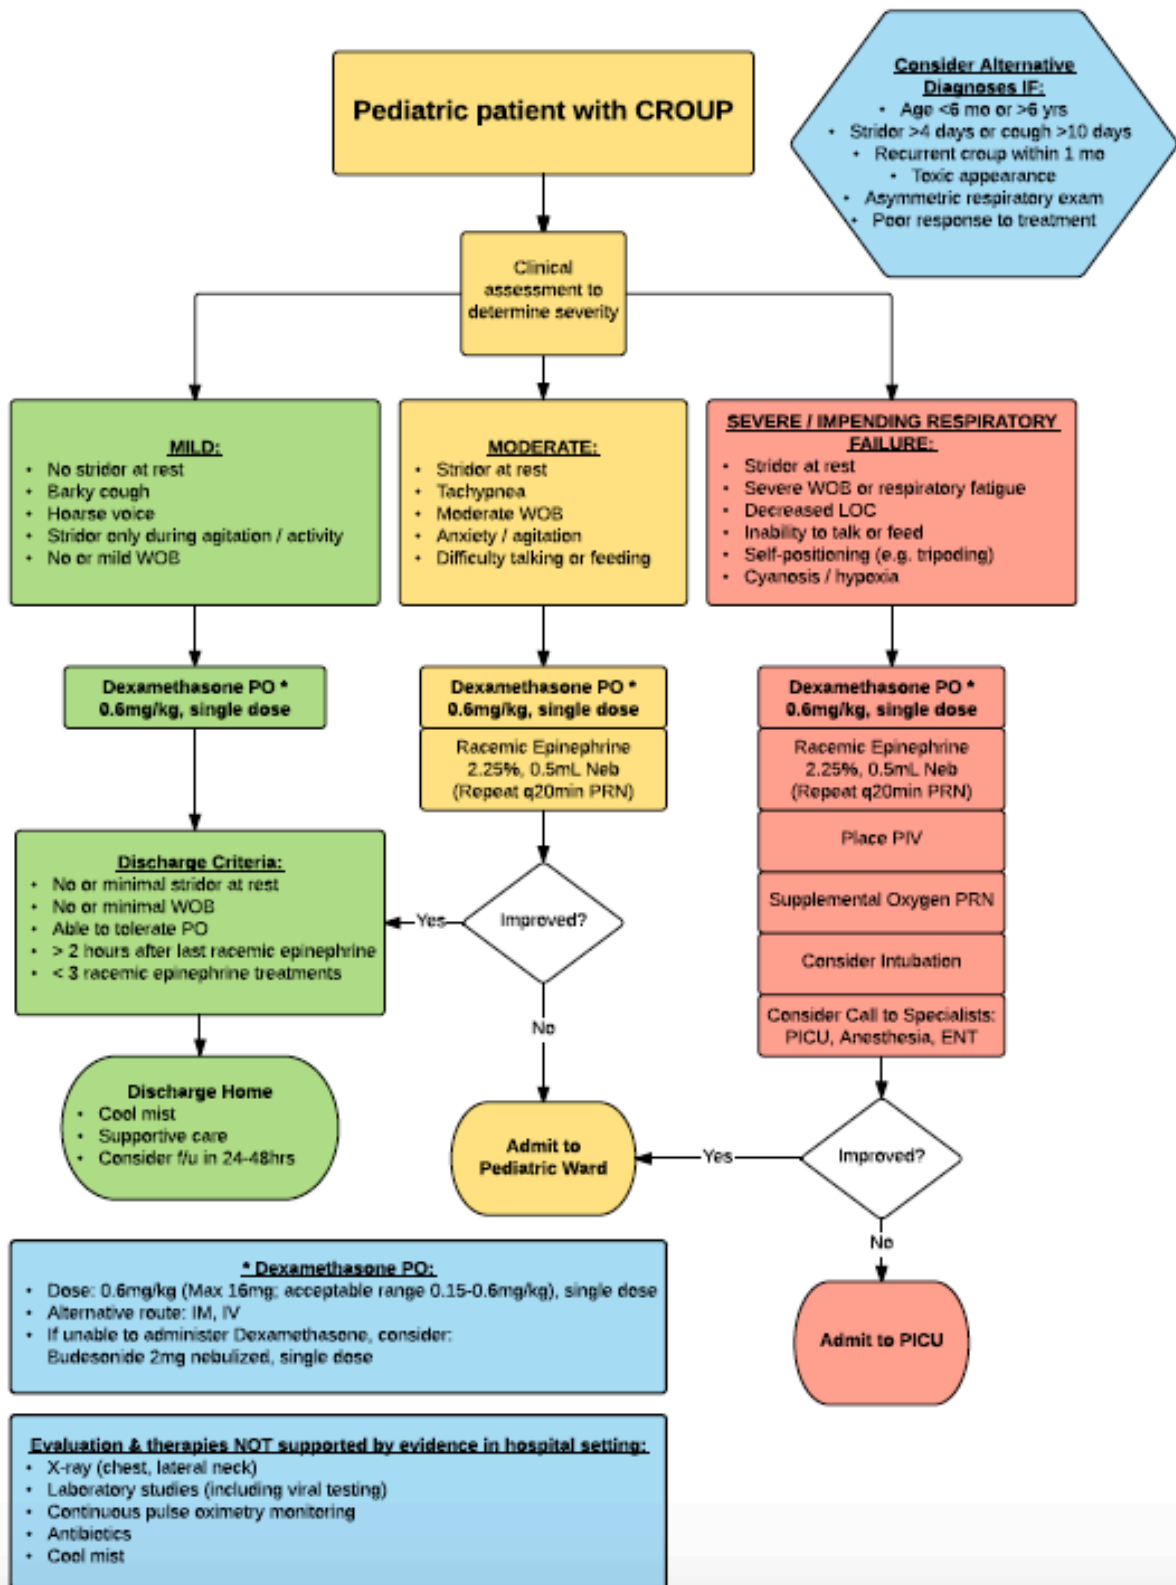 Pediatric patient with CROUP
Consider Alternative
Diagnoses IF:
• Age <6 mo or >6 yrs
• Stridor >4 days or cough >10 days
• Recurrent croup within 1 mo
• Toxic appearance
• Asymmetric respiratory exam
• Poor response to treatment
Clinical
assessment to
determine severity
MILD:
• No stridor at rest
• Barky cough
• Hoarse voice
• Stridor only during agitation / activity
• No or mild WOB
MODERATE:
• Stridor at rest
• Tachypnea
• Moderate WOB
• Anxiety / agitation
• Difficulty talking or feeding
SEVERE / IMPENDING RESPIRATORY
FAILURE:
• Stridor at rest
• Severe WOB or respiratory fatigue
• Decreased LOC
• Inability to talk or feed
• Self-positioning (e.g. tripoding)
• Cyanosis / hypoxia
Dexamethasone PO *
0.6mg/kg, single dose
Dexamethasone PO *
0.6mg/kg, single dose
Racemic Epinephrine
2.25%, 0.5mL Neb
(Repeat q20min PRN)
Dexamethasone PO *
0.6mg/kg, single dose
Racemic Epinephrine
2.25%, 0.5mL Neb
(Repeat q20min PRN)
Place PIV
Supplemental Oxygen PRN
Consider Intubation
Consider Call to Specialists:
PICU, Anesthesia, ENT
Discharge Criteria:
• No or minimal stridor at rest
• No or minimal WOB
• Able to tolerate PO
• > 2 hours after last racemic epinephrine
• < 3 racemic epinephrine treatments
Yes
Improved?
No
Discharge Home
• Cool mist
• Supportive care
• Consider f/u in 24-48hrs
Admit to
Pediatric Ward
Yes
Improved?
No
Admit to PICU
* Dexamethasone PO:
• Dose: 0.6mg/kg (Max 16mg; acceptable range 0.15-0.6mg/kg), single dose
• Alternative route: IM, IV
• If unable to administer Dexamethasone, consider:
Budesonide 2mg nebulized, single dose
Evaluation & therapies NOT supported by evidence in hospital setting:
• X-ray (chest, lateral neck)
• Laboratory studies (including viral testing)
• Continuous pulse oximetry monitoring
• Antibiotics
• Cool mist